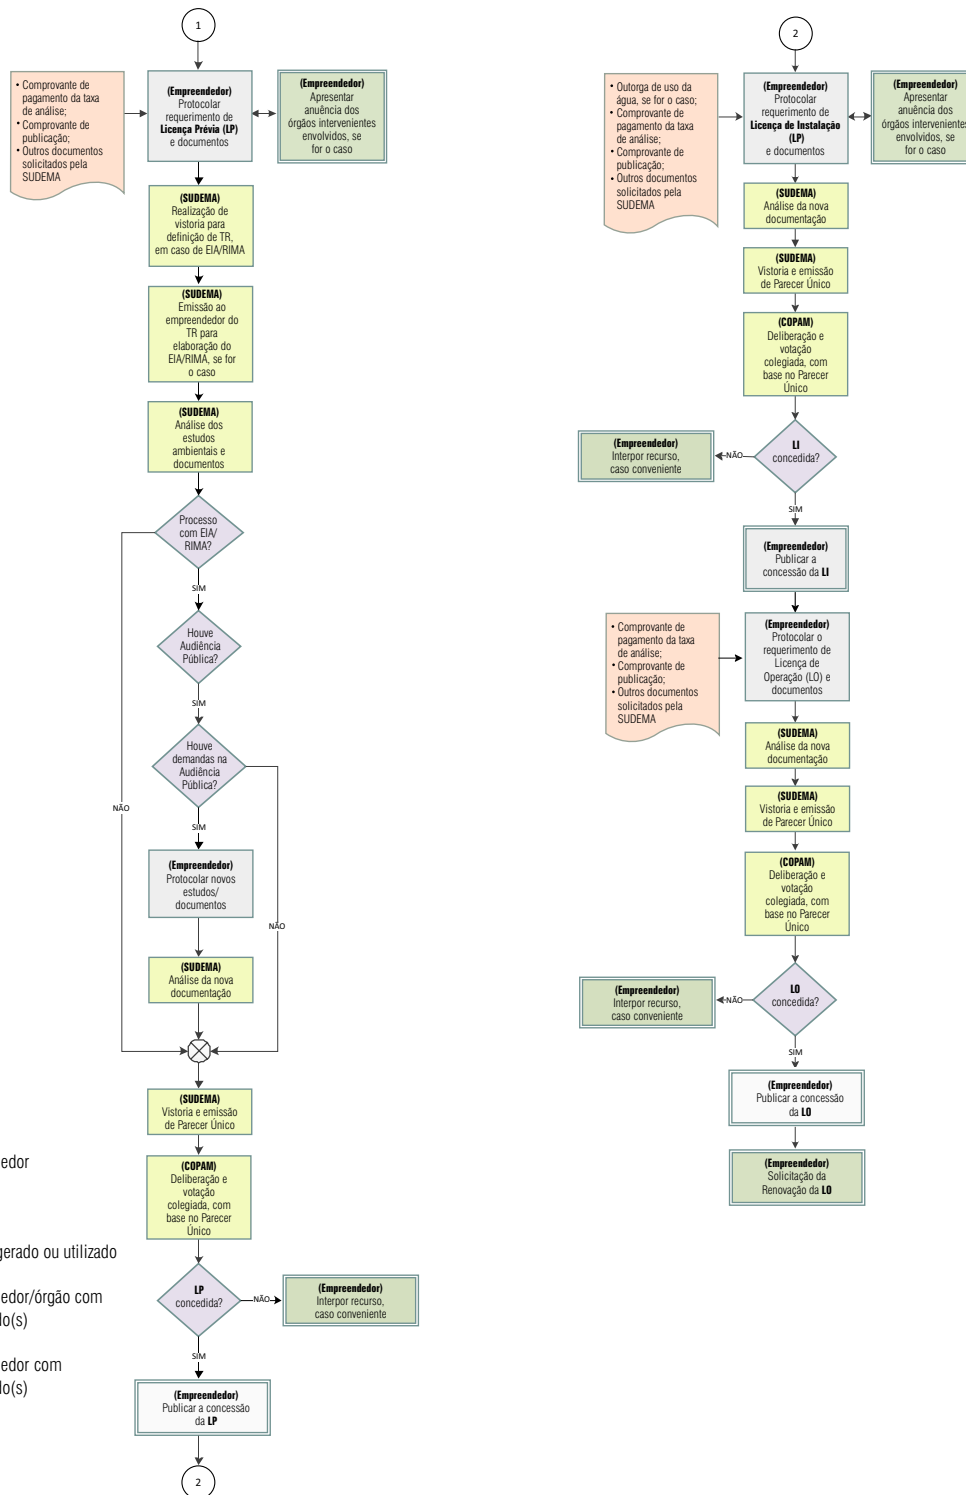 1
• Comprovante de
pagamento da taxa
de análise;
• Comprovante de
publicação;
• Outros documentos
solicitados pela
SUDEMA
(Empreendedor)
Protocolar
requerimento de
Licença Prévia (LP)
e documentos
(Empreendedor)
Apresentar
anuência dos
órgãos intervenientes
envolvidos, se
for o caso
(SUDEMA)
Realização de
vistoria para
definição de TR,
em caso de EIA/RIMA
(SUDEMA)
Emissão ao
empreendedor do
TR para
elaboração do
EIA/RIMA, se for
o caso
(SUDEMA)
Análise dos
estudos
ambientais e
documentos
Processo
com EIA/
RIMA?
SIM
Houve
Audiência
Pública?
SIM
Houve
demandas na
Audiência
Pública?
NÃO
SIM
(Empreendedor)
Protocolar novos
estudos/
documentos
NÃO
(SUDEMA)
Análise da nova
documentação
(SUDEMA)
Vistoria e emissão
de Parecer Único
(COPAM)
Deliberação e
votação
colegiada, com
base no Parecer
Único
LP
concedida?
NÃO
(Empreendedor)
Interpor recurso,
caso conveniente
SIM
(Empreendedor)
Publicar a concessão
da LP
2
edor
gerado ou utilizado
edor/órgão com
do(s)
edor com
do(s)
2
• Outorga de uso da
água, se for o caso;
• Comprovante de
pagamento da taxa
de análise;
• Comprovante de
publicação;
• Outros documentos
solicitados pela
SUDEMA
(Empreendedor)
Protocolar
requerimento de
Licença de Instalação
(LP)
e documentos
(Empreendedor)
Apresentar
anuência dos
órgãos intervenientes
envolvidos, se
for o caso
(SUDEMA)
Análise da nova
documentação
(SUDEMA)
Vistoria e emissão
de Parecer Único
(COPAM)
Deliberação e
votação
colegiada, com
base no Parecer
Único
LI
concedida?
NÃO
(Empreendedor)
Interpor recurso,
caso conveniente
SIM
(Empreendedor)
Publicar a
concessão da LI
• Comprovante de
pagamento da taxa
de análise;
• Comprovante de
publicação;
• Outros documentos
solicitados pela
SUDEMA
(Empreendedor)
Protocolar o
requerimento de
Licença de
Operação (LO) e
documentos
(SUDEMA)
Análise da nova
documentação
(SUDEMA)
Vistoria e emissão
de Parecer Único
(COPAM)
Deliberação e
votação
colegiada, com
base no Parecer
Único
LO
concedida?
NÃO
(Empreendedor)
Interpor recurso,
caso conveniente
SIM
(Empreendedor)
Publicar a concessão
da LO
(Empreendedor)
Solicitação da
Renovação da LO